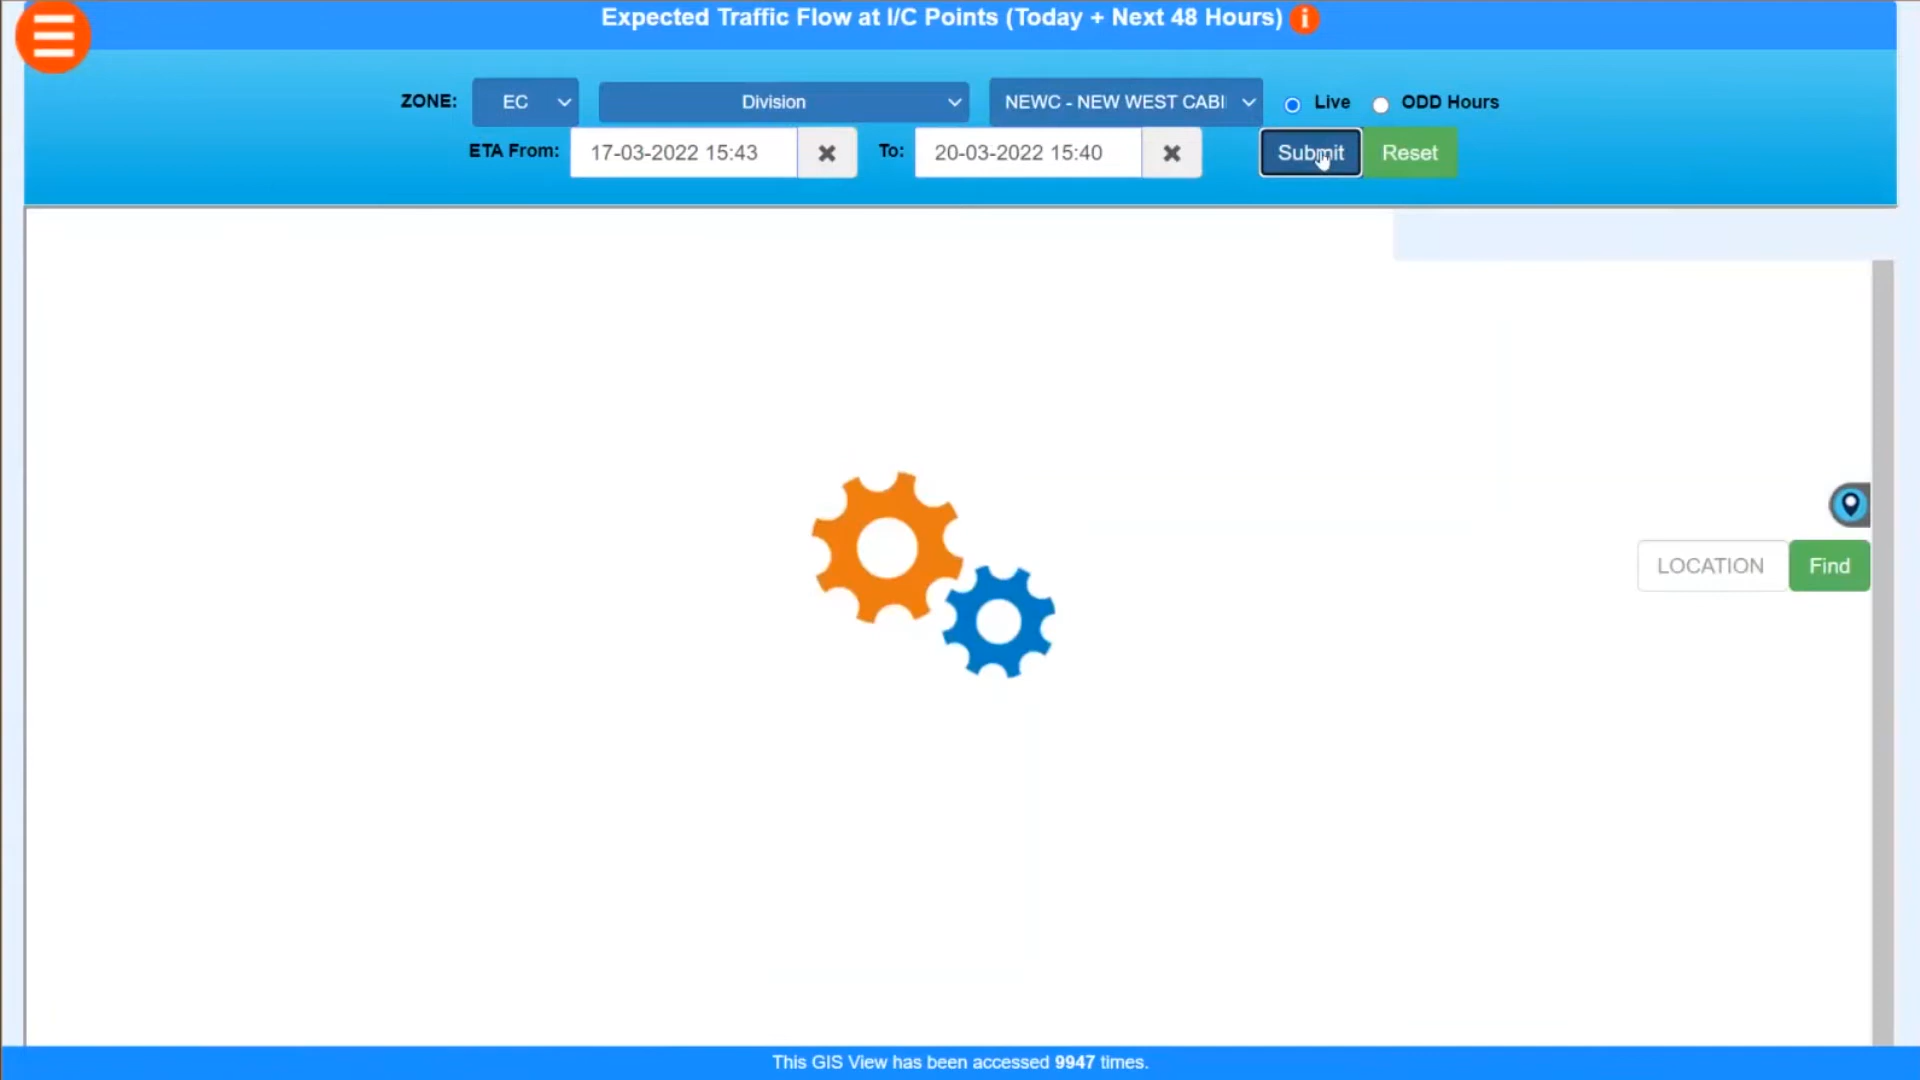 Expected Traffic Flow at I/C Points (Today + Next 48 Hours) i
ZONE: EC Division NEWC - NEW WEST CABI Live ODD Hours
ETA From: 17-03-2022 15:43 To: 20-03-2022 15:40 Submit Reset
LOCATION Find
This GIS View has been accessed 9947 times.